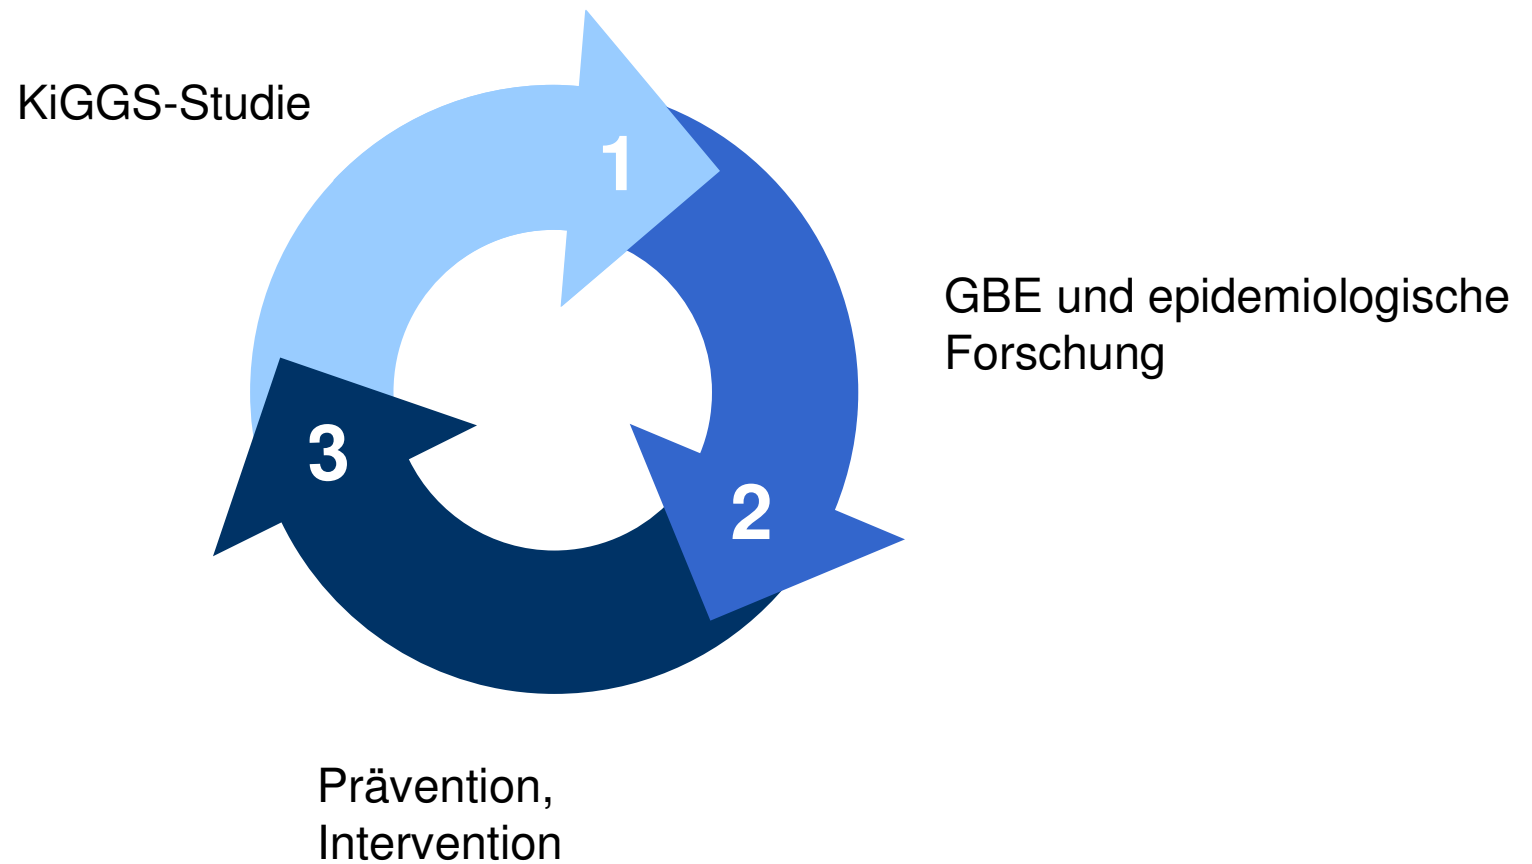 KiGGS-Studie
1
GBE und epidemiologische
Forschung
3
2
Prävention,
Intervention